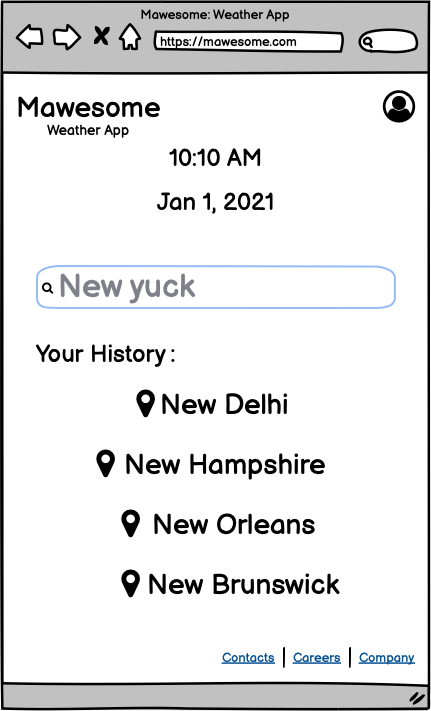 Mawesome: Weather App
https://mawesome.com
Mawesome
Weather App
10:10 AM
Jan 1, 2021
New yuck
Your History :
New Delhi
New Hampshire
New Orleans
New Brunswick
Contacts | Careers | Company